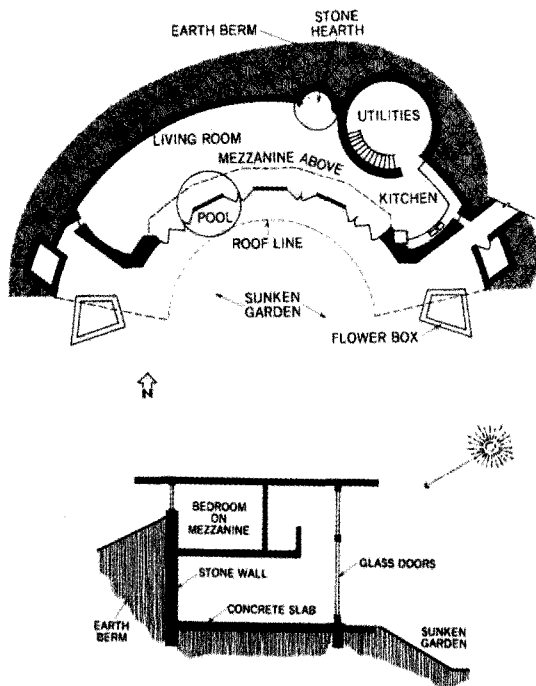 EARTH BERM
STONE
HEARTH
UTILITIES
LIVING ROOM
MEZZANINE ABOVE
KITCHEN
POOL
ROOF LINE
SUNKEN
GARDEN
FLOWER BOX
N
BEDROOM
ON
MEZZANINE
STONE WALL
GLASS DOORS
CONCRETE SLAB
EARTH
BERM
SUNKEN
GARDEN